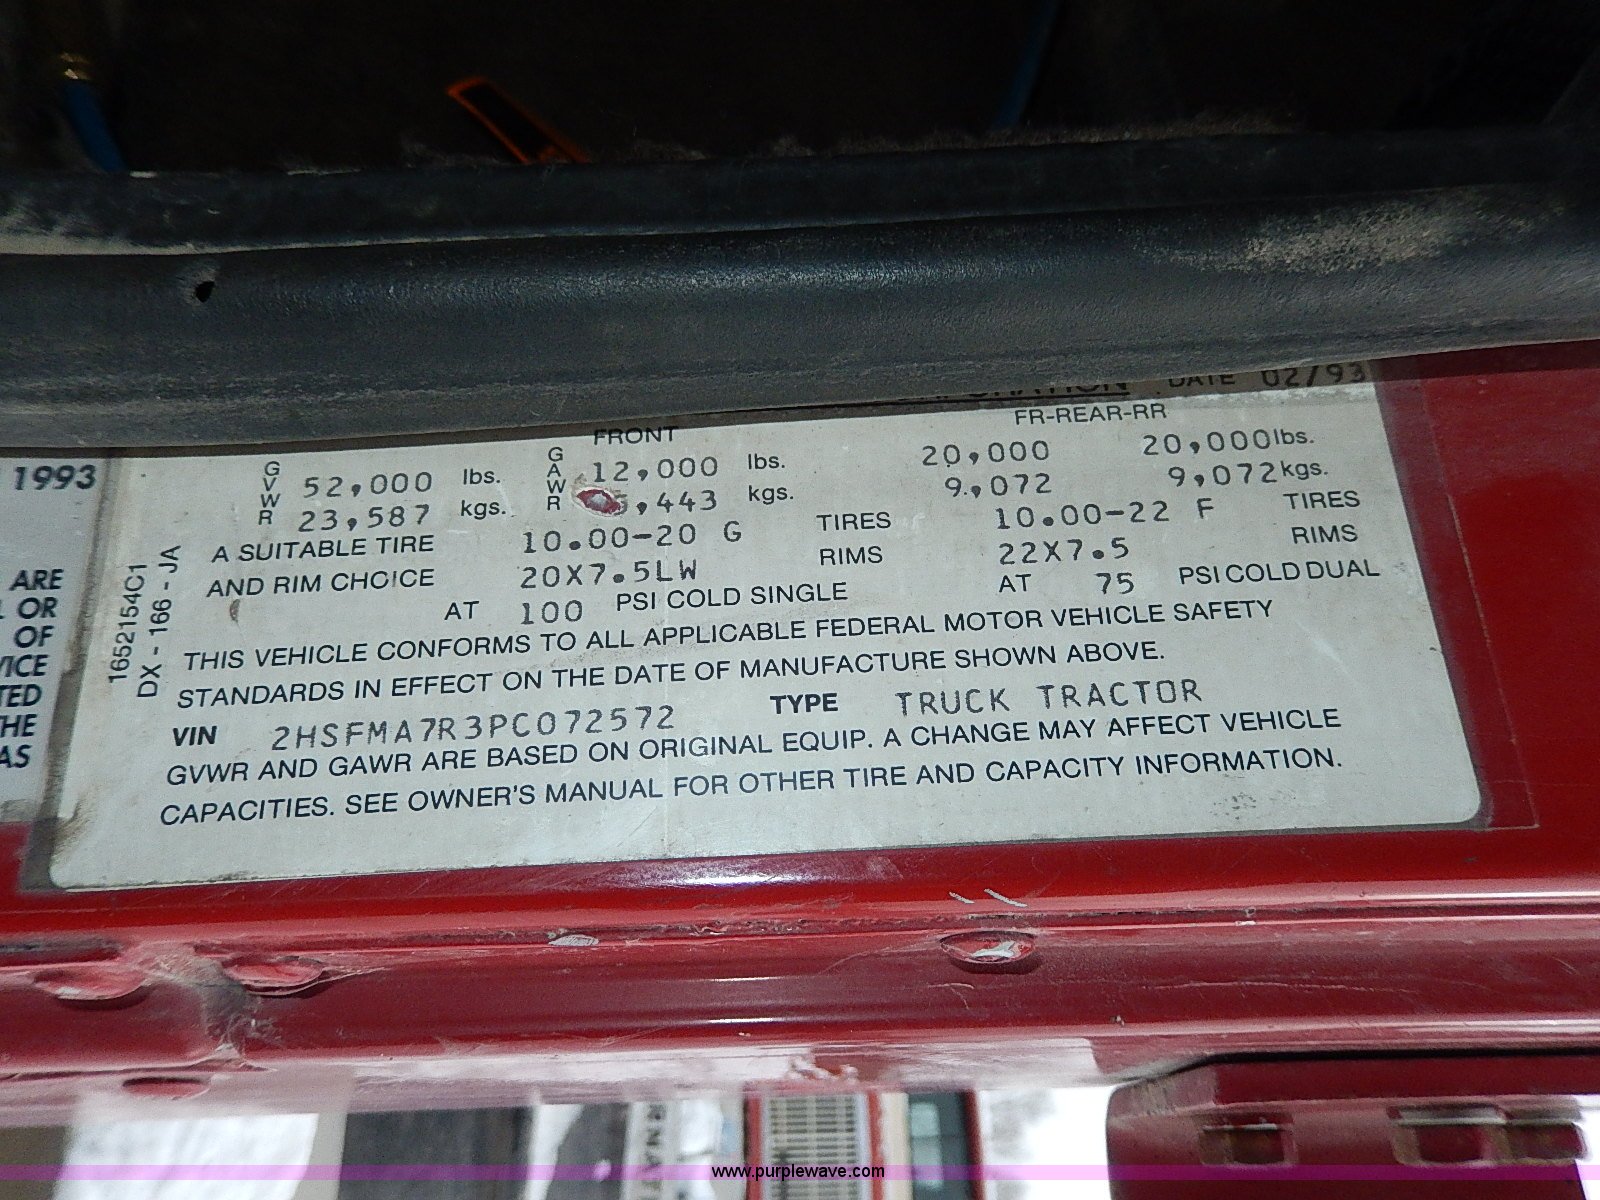 DATE 02/93
FRONT FR-REAR-RR
GVWR 52,000 lbs. GAWR 12,000 lbs. 20,000 20,000 lbs.
23,587 kgs. ,443 kgs. 9,072 9,072 kgs.
A SUITABLE TIRE 10.00-20 G TIRES 10.00-22 F TIRES
AND RIM CHOICE 20X7.5LW RIMS 22X7.5 RIMS
AT 100 PSI COLD SINGLE AT 75 PSI COLD DUAL
THIS VEHICLE CONFORMS TO ALL APPLICABLE FEDERAL MOTOR VEHICLE SAFETY
STANDARDS IN EFFECT ON THE DATE OF MANUFACTURE SHOWN ABOVE.
VIN 2HSFMA7R3PC072572 TYPE TRUCK TRACTOR
GVWR AND GAWR ARE BASED ON ORIGINAL EQUIP. A CHANGE MAY AFFECT VEHICLE
CAPACITIES. SEE OWNER'S MANUAL FOR OTHER TIRE AND CAPACITY INFORMATION.
1652154C1
DX - 166 - JA
1993
ARE
OR
OF
www.purplewave.com